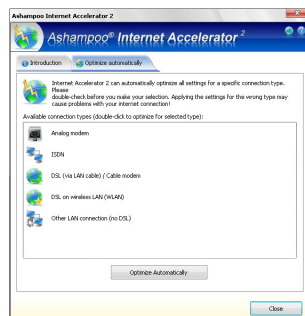 Ashampoo Internet Accelerator 2
Ashampoo® Internet Accelerator 2
Introduction
Optimize automatically
Internet Accelerator 2 can automatically optimize all settings for a specific connection type.
Please
double-check before you make your selection. Applying the settings for the wrong type may
cause problems with your internet connection!
Available connection types (double-click to optimize for selected type):
Analog modem
ISDN
DSL (via LAN cable) / Cable modem
DSL on wireless LAN (WLAN)
Other LAN connection (no DSL)
Optimize Automatically
Close